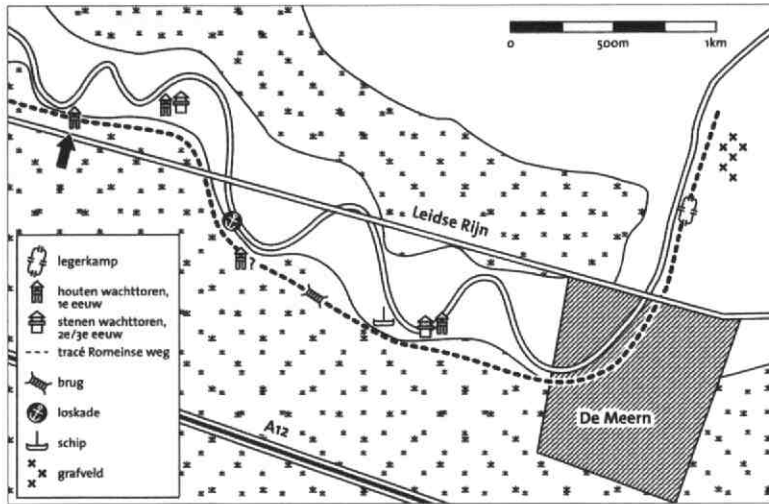 0 500m 1km
Leidse Rijn
?
De Meern
A12
legerkamp
houten wachttoren,
1e eeuw
stenen wachttoren,
2e/3e eeuw
tracé Romeinse weg
brug
loskade
schip
grafveld